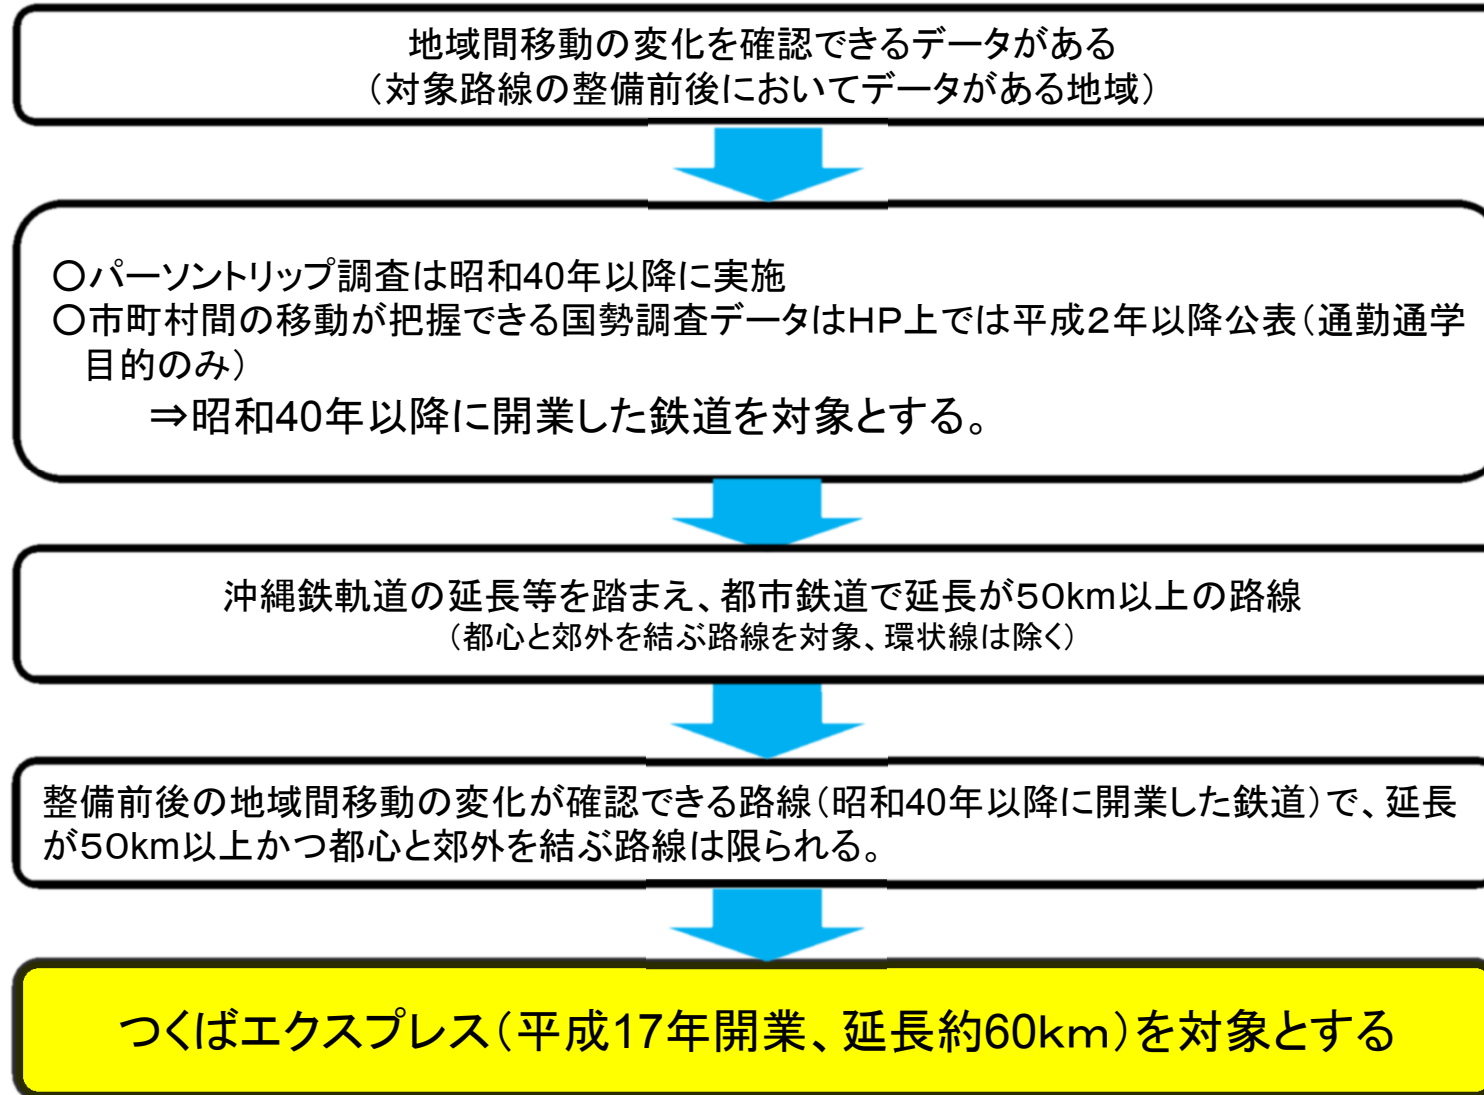 地域間移動の変化を確認できるデータがある
（対象路線の整備前後においてデータがある地域）
○パーソントリップ調査は昭和40年以降に実施
○市町村間の移動が把握できる国勢調査データはHP上では平成２年以降公表（通勤通学
目的のみ）
⇒昭和40年以降に開業した鉄道を対象とする。
沖縄鉄軌道の延長等を踏まえ、都市鉄道で延長が50km以上の路線
（都心と郊外を結ぶ路線を対象、環状線は除く）
整備前後の地域間移動の変化が確認できる路線（昭和40年以降に開業した鉄道）で、延長
が50km以上かつ都心と郊外を結ぶ路線は限られる。
つくばエクスプレス（平成17年開業、延長約60ｋｍ）を対象とする